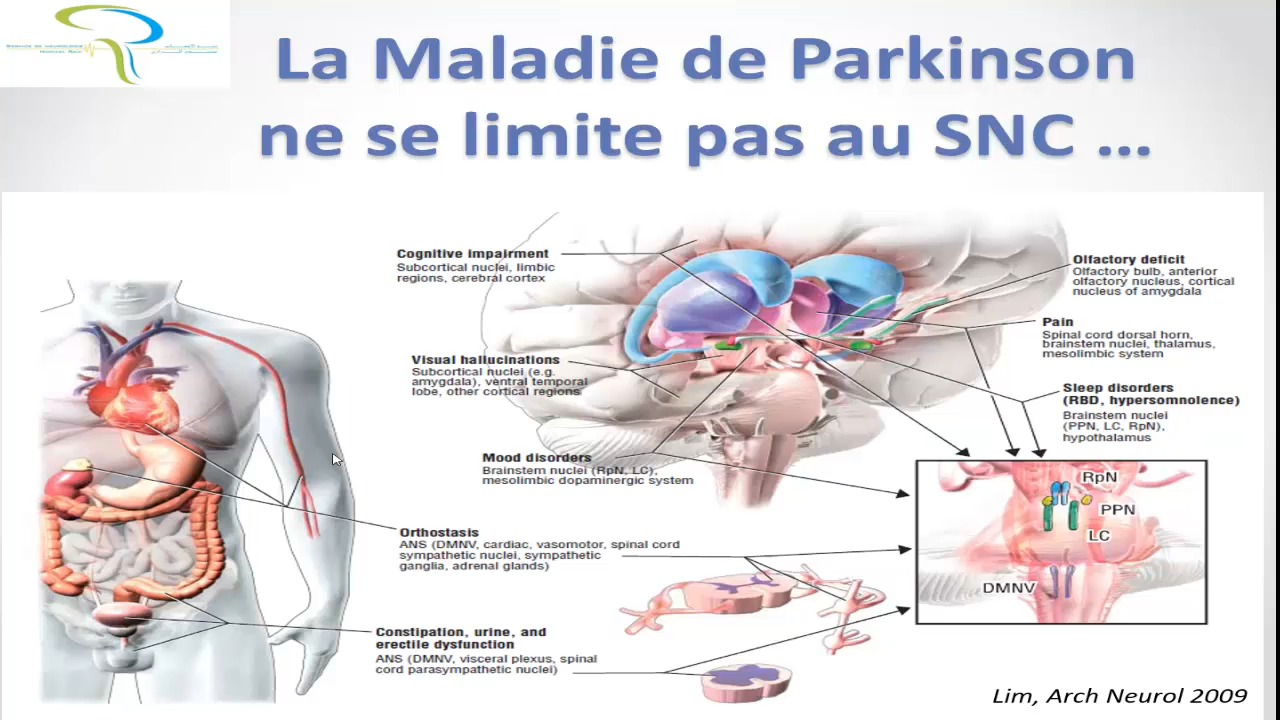 SERVICE DE NEUROLOGIE
La Maladie de Parkinson
ne se limite pas au SNC ...
Cognitive impairment
Subcortical nuclei, limbic
regions, cerebral cortex
Visual hallucinations
Subcortical nuclei (e.g.
amygdala), ventral temporal
lobe, other cortical regions
Mood disorders
Brainstem nuclei (RpN, LC),
mesolimbic dopaminergic system
Orthostasis
ANS (DMNV, cardiac, vasomotor, spinal cord
sympathetic nuclei, sympathetic
ganglia, adrenal glands)
Constipation, urine, and
erectile dysfunction
ANS (DMNV, visceral plexus, spinal
cord parasympathetic nuclei)
Olfactory deficit
Olfactory bulb, anterior
olfactory nucleus, cortical
nucleus of amygdala
Pain
Spinal cord dorsal horn,
brainstem nuclei, thalamus,
mesolimbic system
Sleep disorders
(RBD, hypersomnolence)
Brainstem nuclei
(PPN, LC, RpN),
hypothalamus
RpN
PPN
LC
DMNV
Lim, Arch Neurol 2009